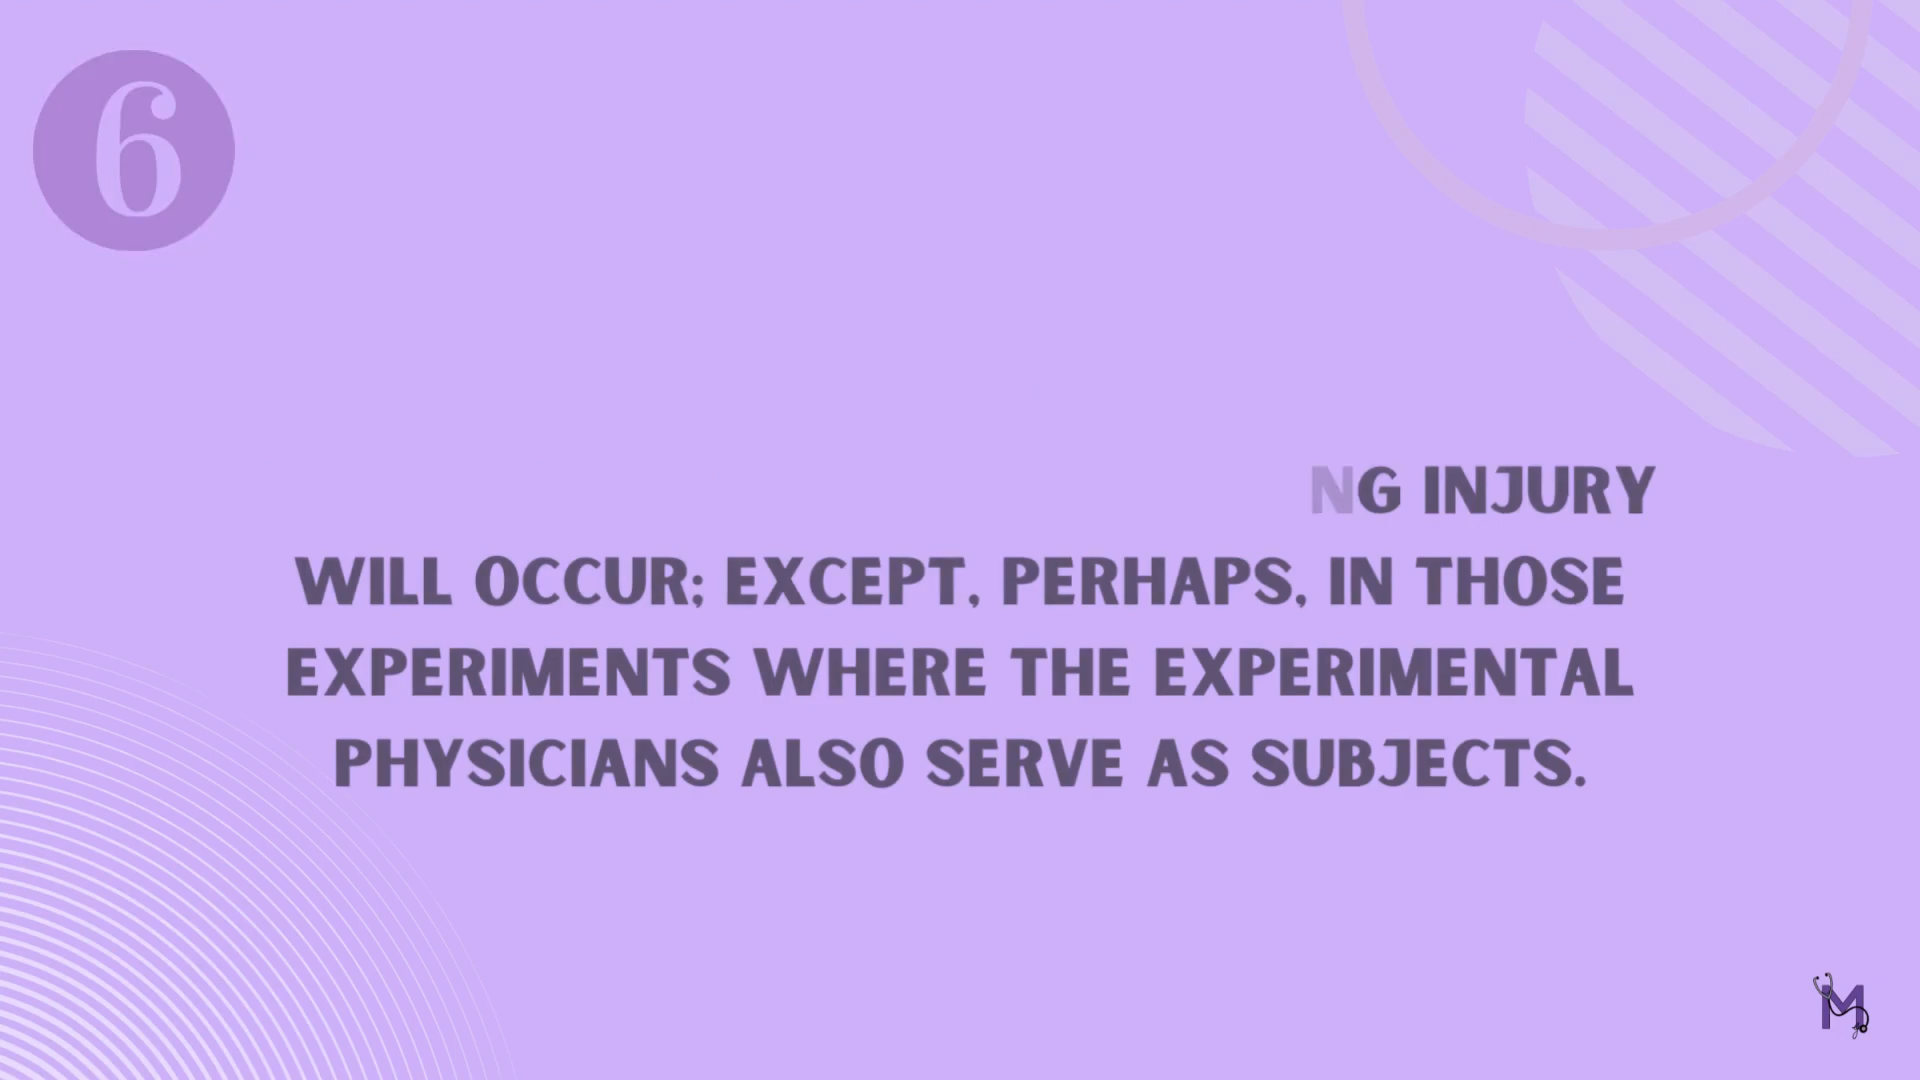 6
NG INJURY
WILL OCCUR; EXCEPT, PERHAPS, IN THOSE
EXPERIMENTS WHERE THE EXPERIMENTAL
PHYSICIANS ALSO SERVE AS SUBJECTS.
M